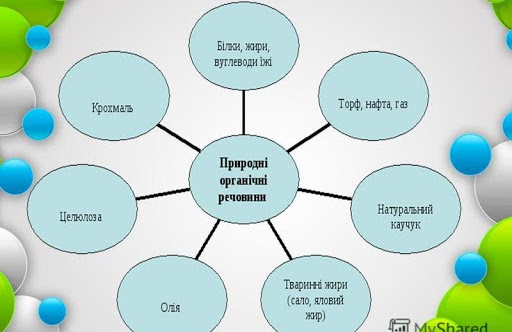 Білки, жири,
вуглеводи їжі
Крохмаль
Торф, нафта, газ
Природні
органічні
речовини
Целюлоза
Натуральний
каучук
Тваринні жири
(сало, яловий
жир)
Олія
MyShared